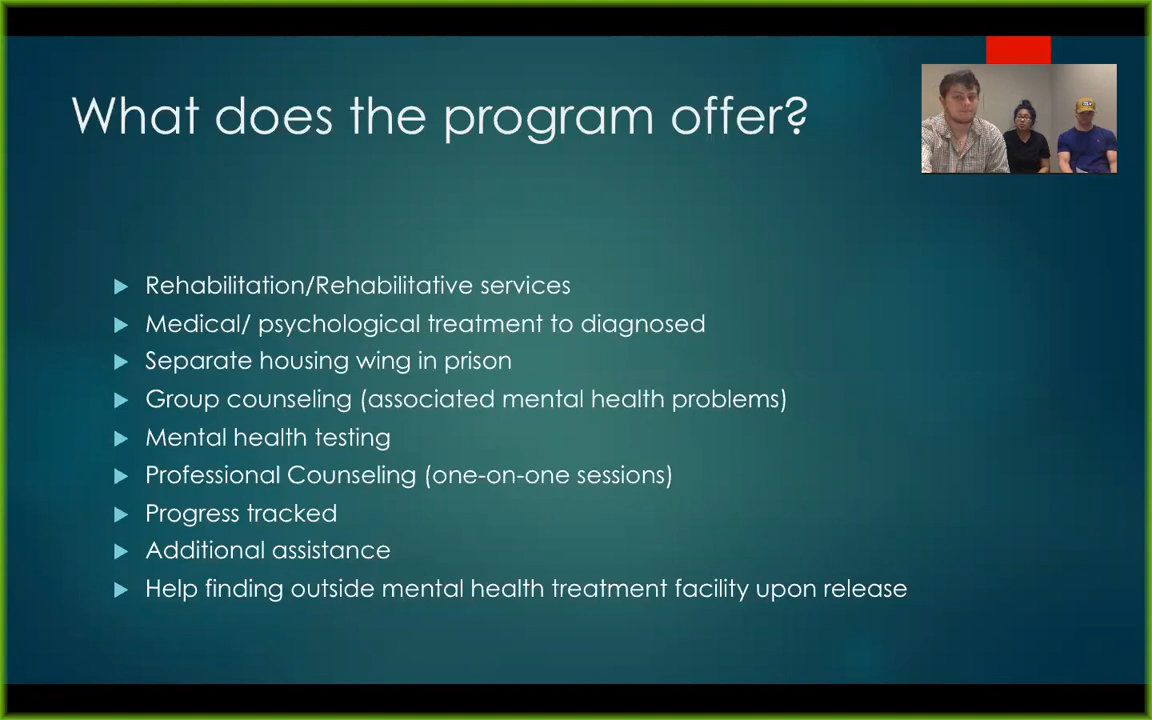 What does the program offer?
Rehabilitation/Rehabilitative services
Medical/ psychological treatment to diagnosed
Separate housing wing in prison
Group counseling (associated mental health problems)
Mental health testing
Professional Counseling (one-on-one sessions)
Progress tracked
Additional assistance
Help finding outside mental health treatment facility upon release